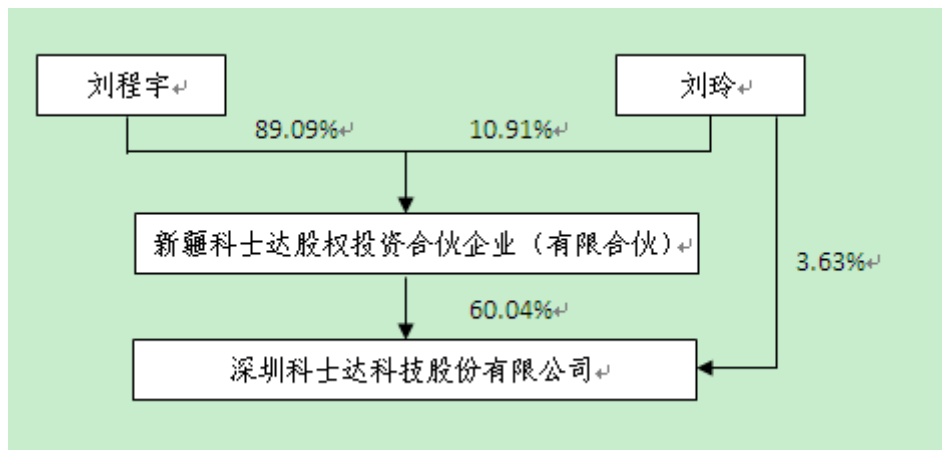 刘程宇
刘玲
89.09%
10.91%
新疆科士达股权投资合伙企业（有限合伙）
3.63%
60.04%
深圳科士达科技股份有限公司